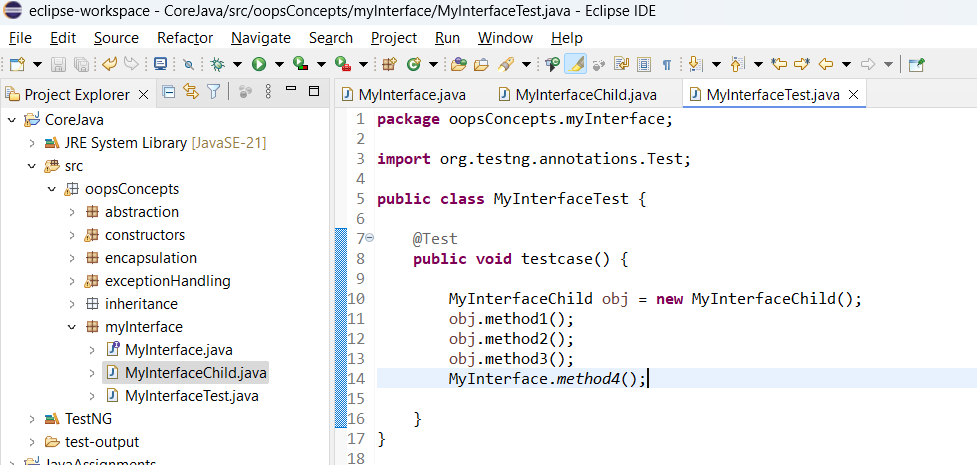 eclipse-workspace - CoreJava/src/oopsConcepts/myInterface/MyInterfaceTest.java - Eclipse IDE
File Edit Source Refactor Navigate Search Project Run Window Help
Project Explorer
CoreJava
JRE System Library [JavaSE-21]
src
oopsConcepts
abstraction
constructors
encapsulation
exceptionHandling
inheritance
myInterface
MyInterface.java
MyInterfaceChild.java
MyInterfaceTest.java
TestNG
test-output
JavaAssignments
MyInterface.java MyInterfaceChild.java MyInterfaceTest.java
1 package oopsConcepts.myInterface;
2
3 import org.testng.annotations.Test;
4
5 public class MyInterfaceTest {
6
7 @Test
8 public void testcase() {
9
10 MyInterfaceChild obj = new MyInterfaceChild();
11 obj.method1();
12 obj.method2();
13 obj.method3();
14 MyInterface.method4();
15
16 }
17 }
18